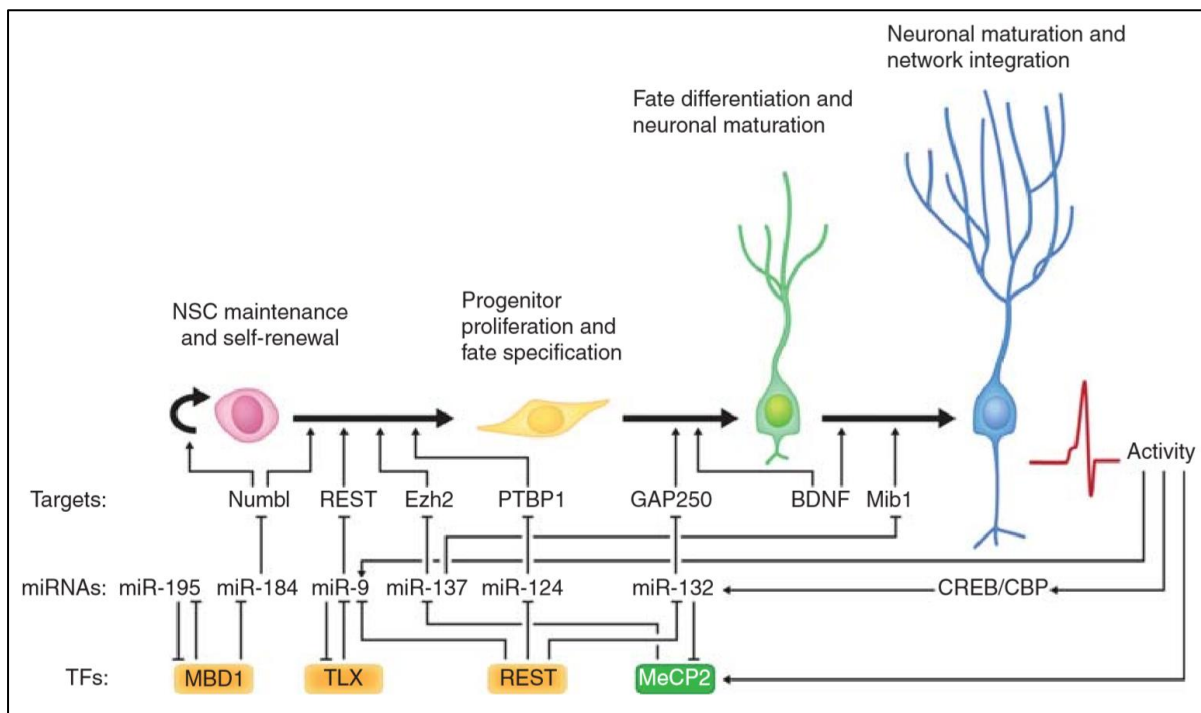 Neuronal maturation and
network integration
Fate differentiation and
neuronal maturation
NSC maintenance
and self-renewal
Progenitor
proliferation and
fate specification
Activity
Targets: Numbl REST Ezh2 PTBP1 GAP250 BDNF Mib1
miRNAs: miR-195 miR-184 miR-9 miR-137 miR-124 miR-132 CREB/CBP
TFs: MBD1 TLX REST MeCP2